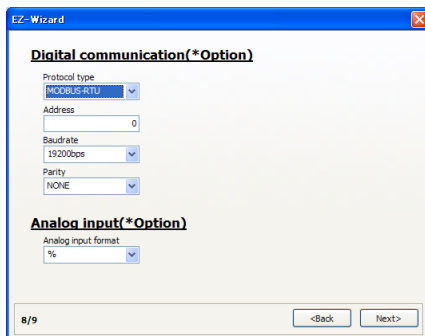 EZ-Wizard
Digital communication(*Option)
Protocol type
MODBUS-RTU
Address
0
Baudrate
19200bps
Parity
NONE
Analog input(*Option)
Analog input format
%
8/9
<Back Next>